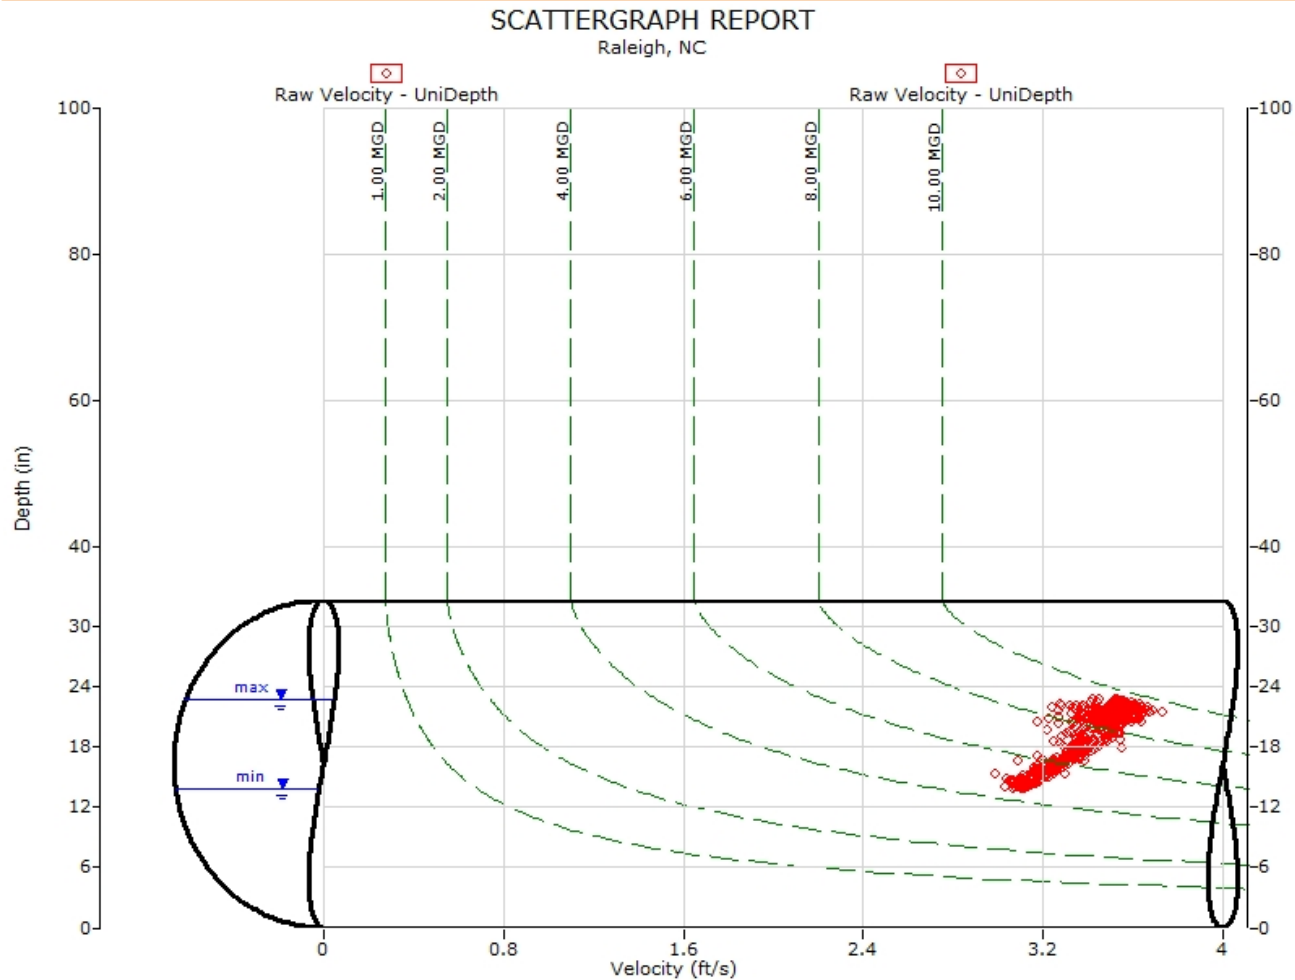 SCATTERGRAPH REPORT
Raleigh, NC
Raw Velocity - UniDepth
Raw Velocity - UniDepth
100
100
1.00 MGD
2.00 MGD
4.00 MGD
6.00 MGD
8.00 MGD
10.00 MGD
80
80
60
60
Depth (in)
40
40
30
30
max
24
24
18
18
min
12
12
6
6
0
0
0
0.8
1.6
2.4
3.2
4
Velocity (ft/s)